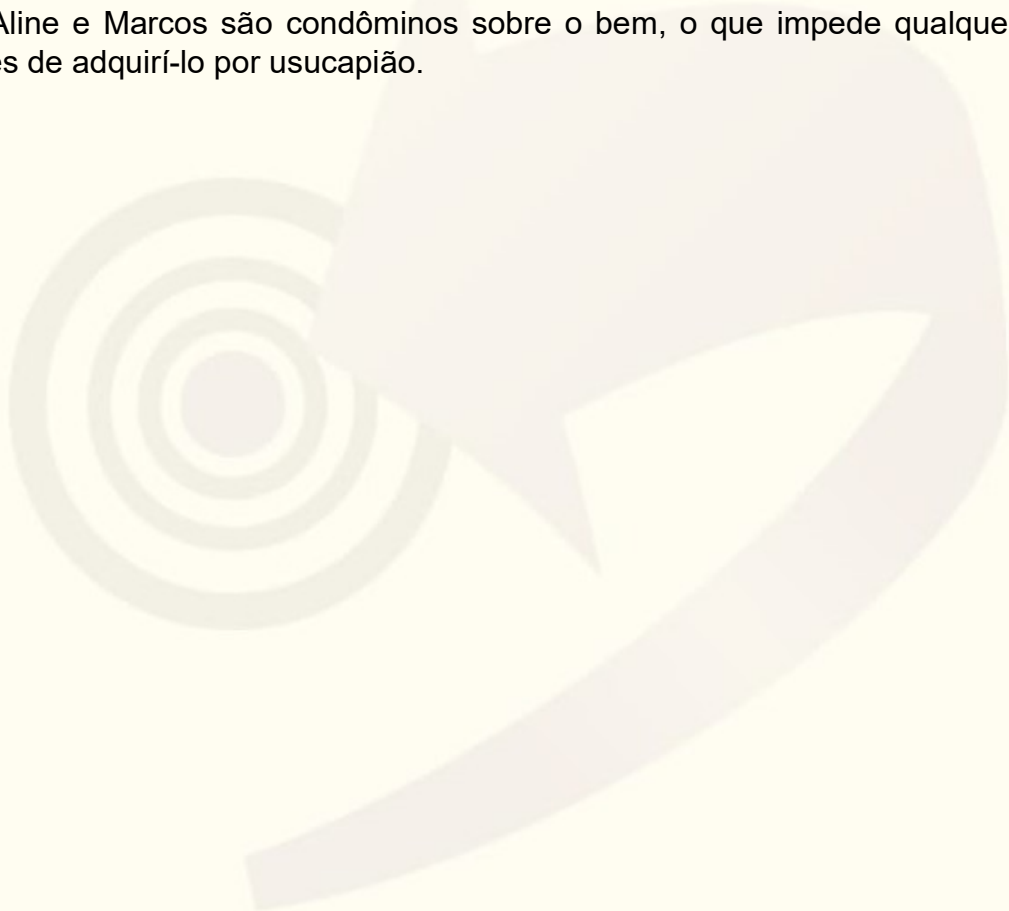 Aline e Marcos são condôminos sobre o bem, o que impede qualque
es de adquirí-lo por usucapião.